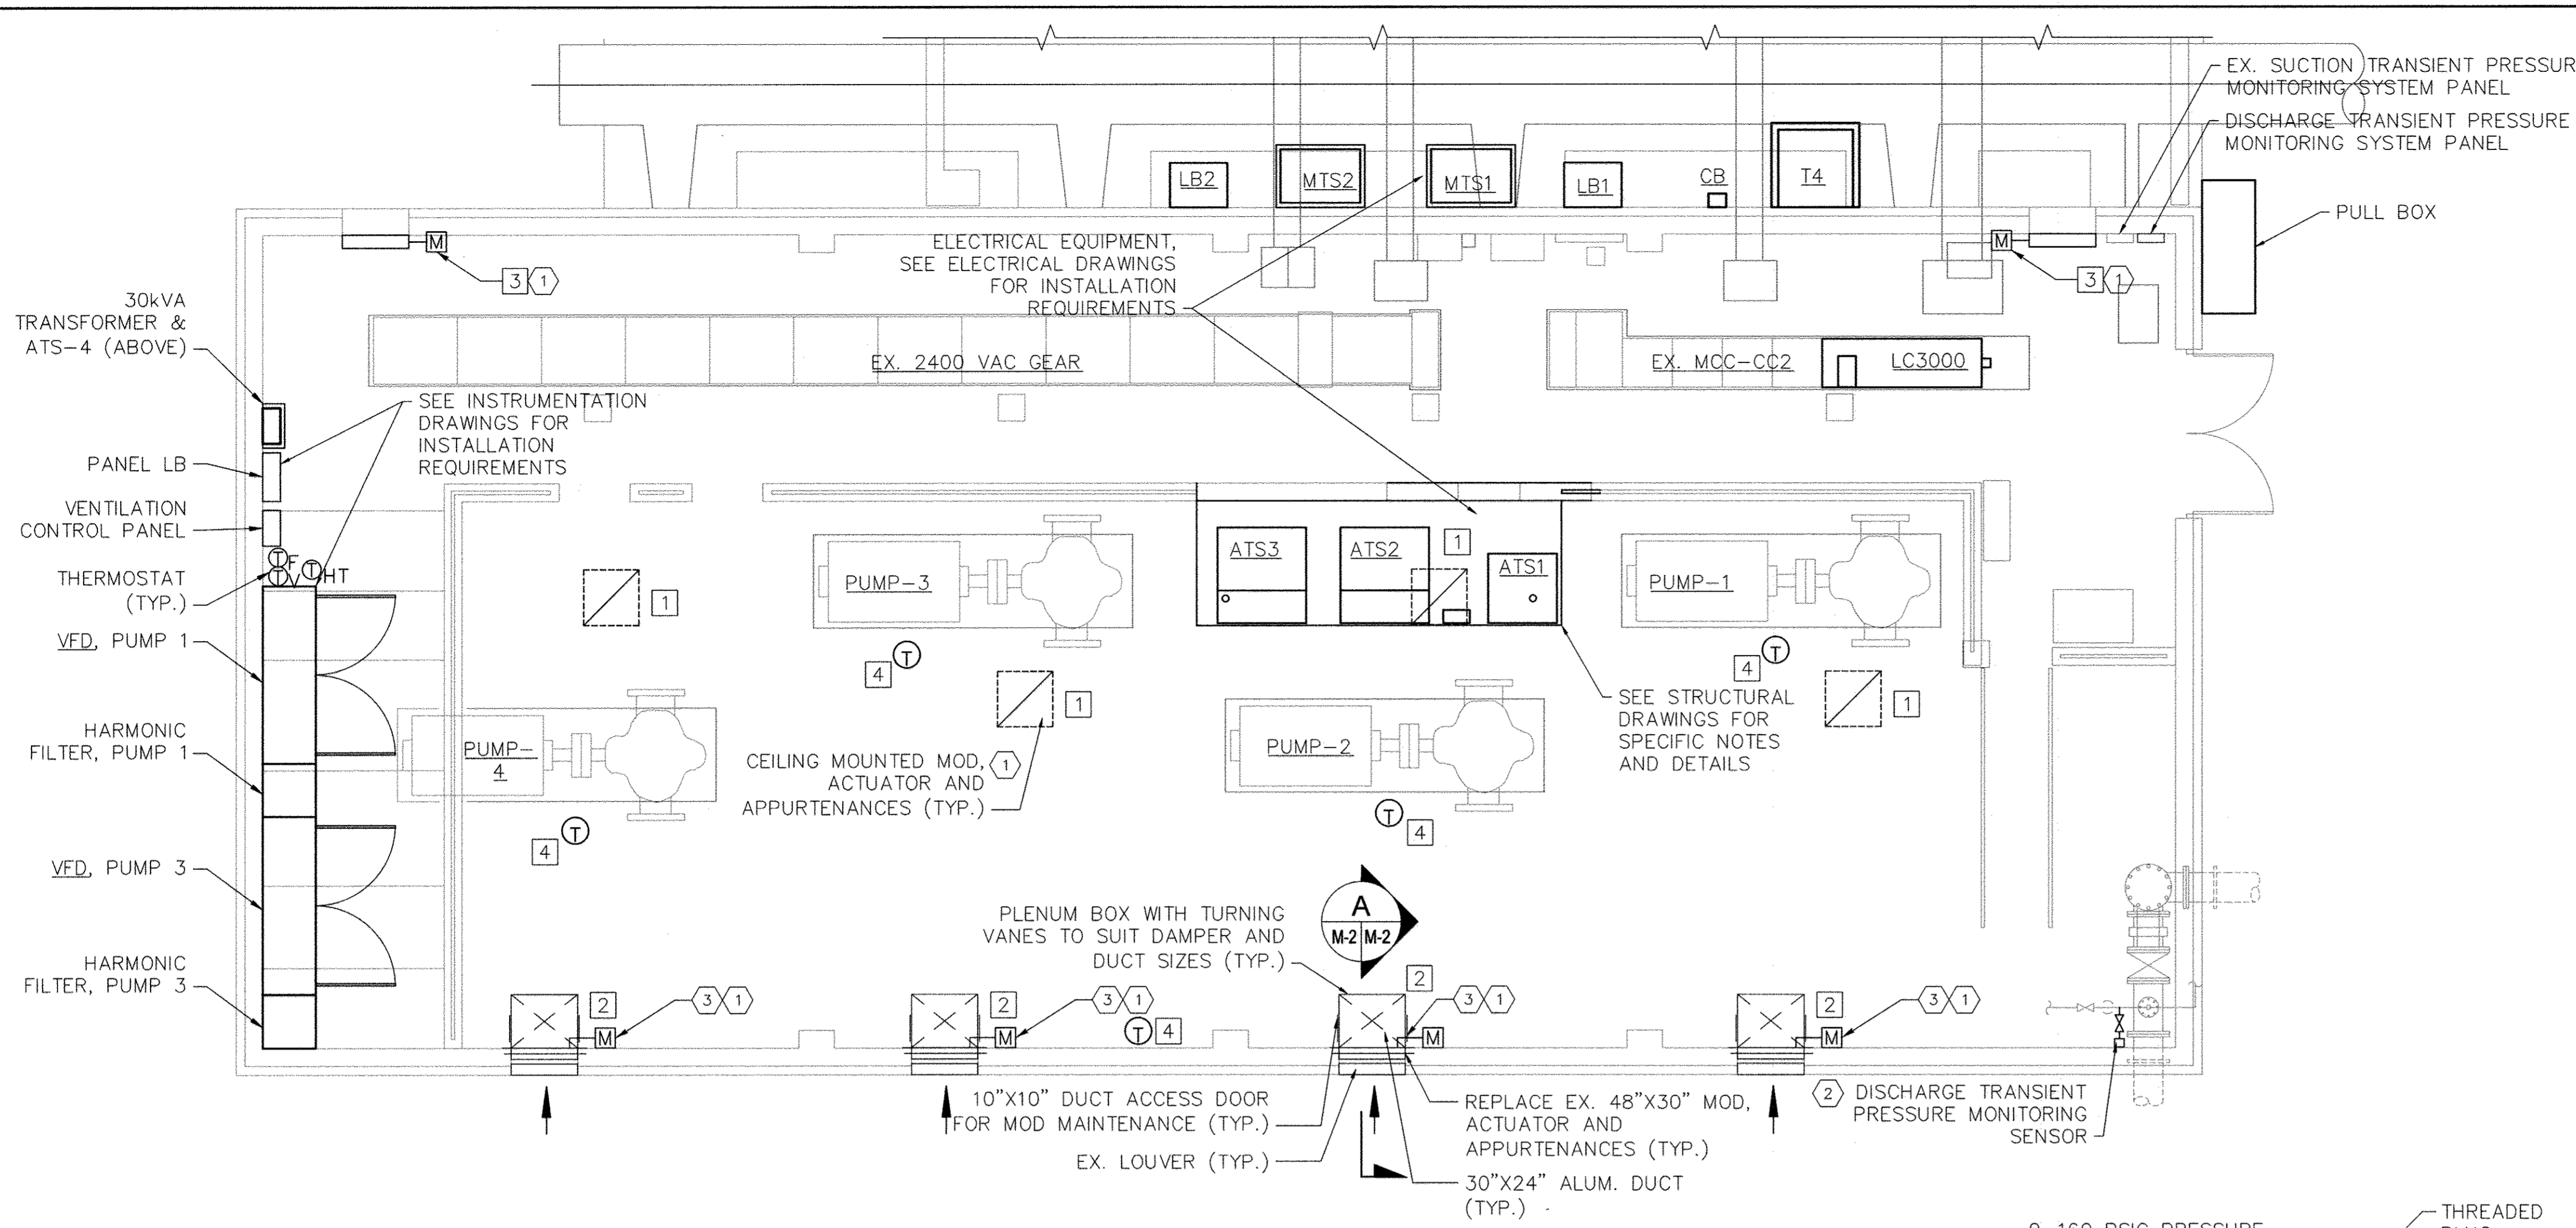 EX. SUCTION TRANSIENT PRESSUR
MONITORING SYSTEM PANEL
DISCHARGE TRANSIENT PRESSURE
MONITORING SYSTEM PANEL
PULL BOX
LB2
MTS2
MTS1
LB1
CB
T4
M
3 1
M
3 1
ELECTRICAL EQUIPMENT,
SEE ELECTRICAL DRAWINGS
FOR INSTALLATION
REQUIREMENTS
30kVA
TRANSFORMER &
ATS-4 (ABOVE)
EX. 2400 VAC GEAR
EX. MCC-CC2
LC3000
SEE INSTRUMENTATION
DRAWINGS FOR
INSTALLATION
REQUIREMENTS
PANEL LB
VENTILATION
CONTROL PANEL
T F
T V
T HT
THERMOSTAT
(TYP.)
VFD, PUMP 1
HARMONIC
FILTER, PUMP 1
VFD, PUMP 3
HARMONIC
FILTER, PUMP 3
PUMP-3
ATS3
ATS2
1
ATS1
PUMP-1
1
T
4
1
T
4
1
PUMP-
4
PUMP-2
SEE STRUCTURAL
DRAWINGS FOR
SPECIFIC NOTES
AND DETAILS
CEILING MOUNTED MOD, 1
ACTUATOR AND
APPURTENANCES (TYP.)
T
4
T
4
A
M-2 M-2
PLENUM BOX WITH TURNING
VANES TO SUIT DAMPER AND
DUCT SIZES (TYP.)
2
M
3 1
2
M
3 1
T 4
2
M
3 1
2
M
3 1
10"X10" DUCT ACCESS DOOR
FOR MOD MAINTENANCE (TYP.)
EX. LOUVER (TYP.)
REPLACE EX. 48"X30" MOD,
ACTUATOR AND
APPURTENANCES (TYP.)
30"X24" ALUM. DUCT
(TYP.)
2 DISCHARGE TRANSIENT
PRESSURE MONITORING
SENSOR
THREADED